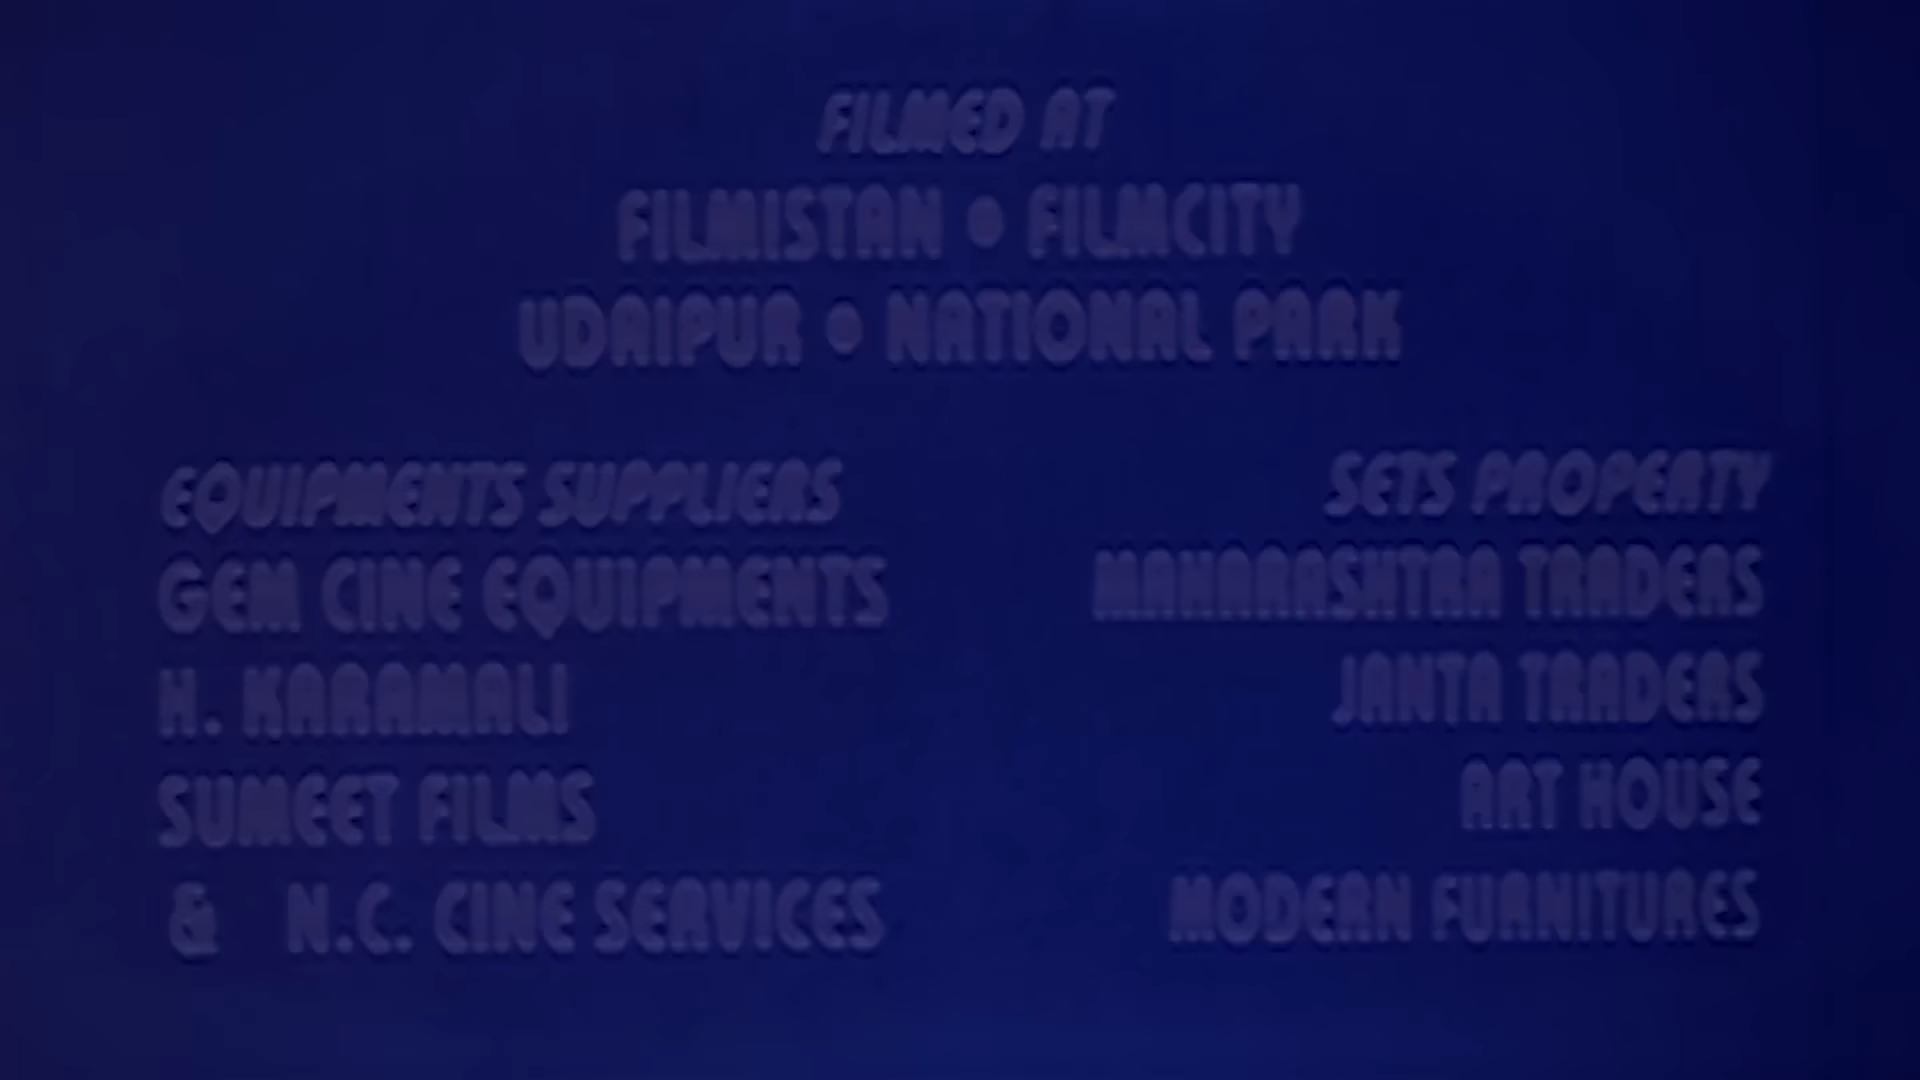 FILMED AT
FILMISTAN • FILMCITY
UDAIPUR • NATIONAL PARK
EQUIPMENTS SUPPLIERS
GEM CINE EQUIPMENTS
H. KARAMALI
SUMEET FILMS
& N.C. CINE SERVICES
SETS PROPERTY
MAHARASHTRA TRADERS
JANTA TRADERS
ART HOUSE
MODERN FURNITURES